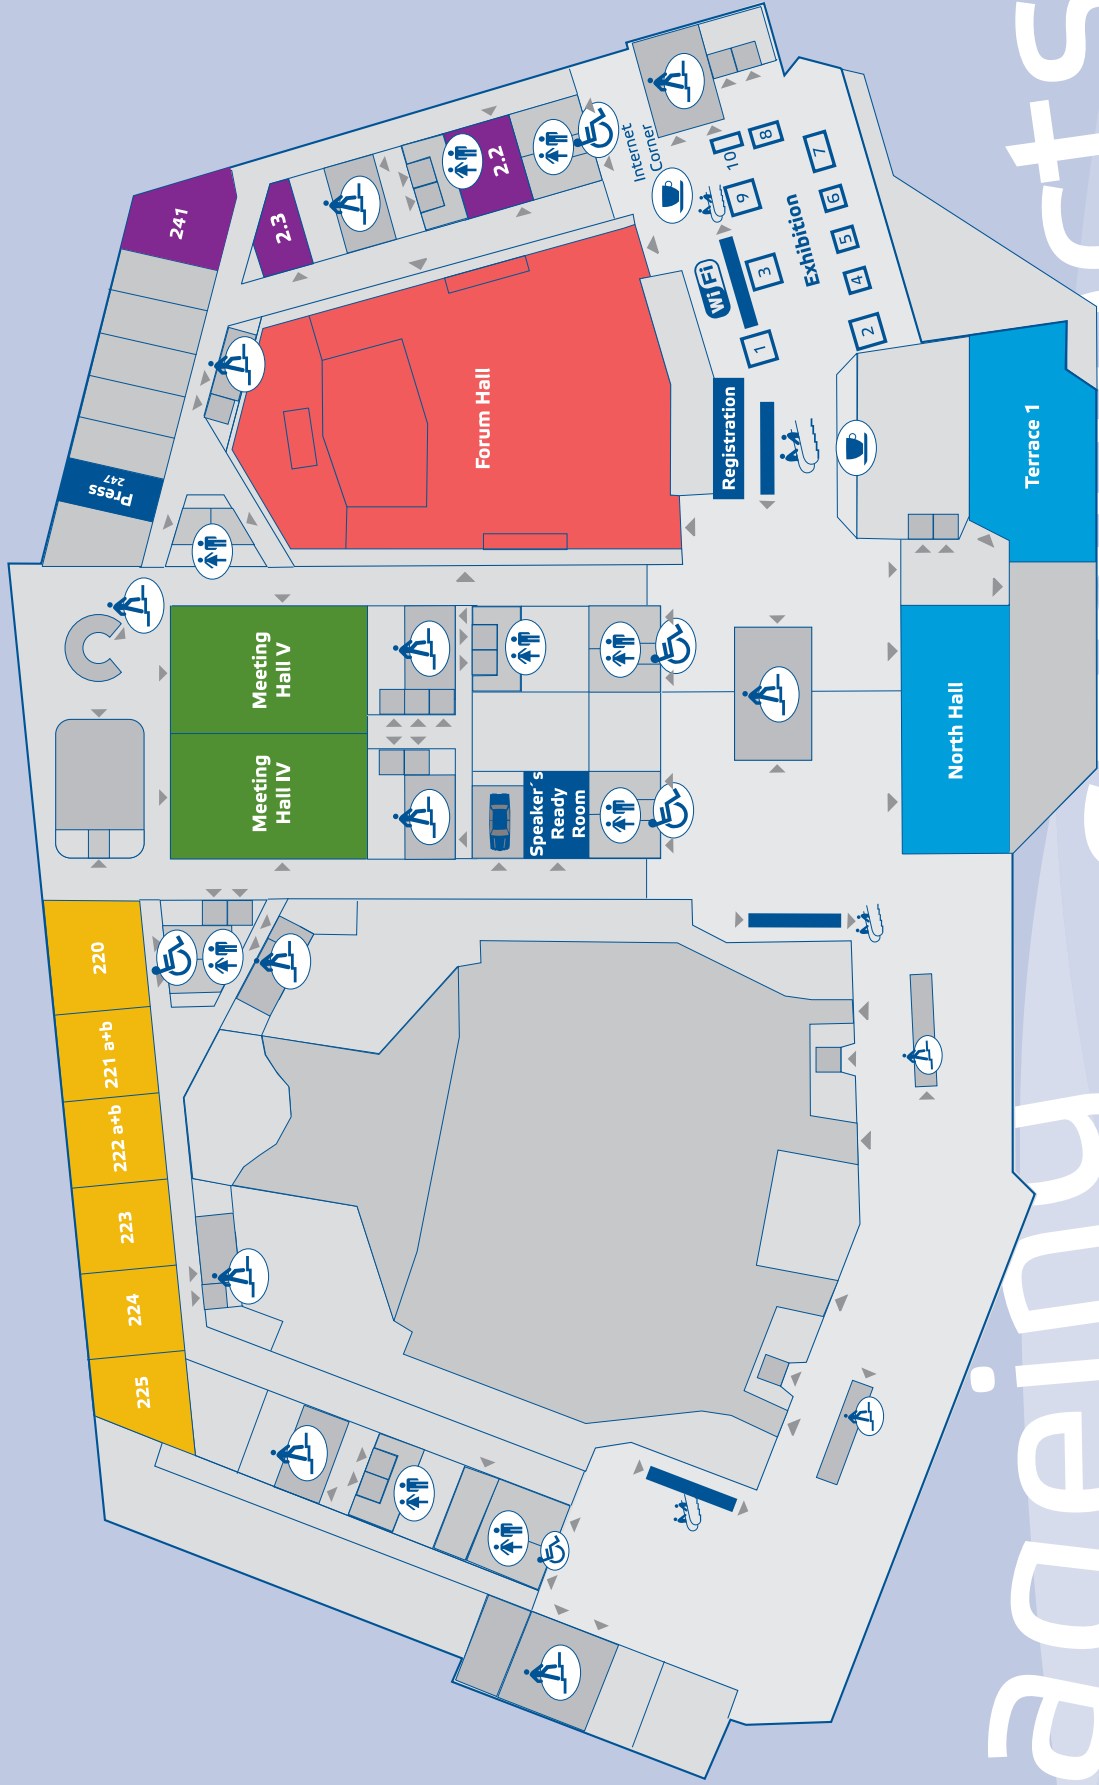 241
2.3
2.2
Press
247
Internet
Corner
WiFi
Exhibition
10
8
7
9
6
5
3
4
1
2
Forum Hall
Registration
Terrace 1
North Hall
Meeting
Hall V
Meeting
Hall IV
Speaker´s
Ready
Room
220
221 a+b
222 a+b
223
224
225
ageing
cts